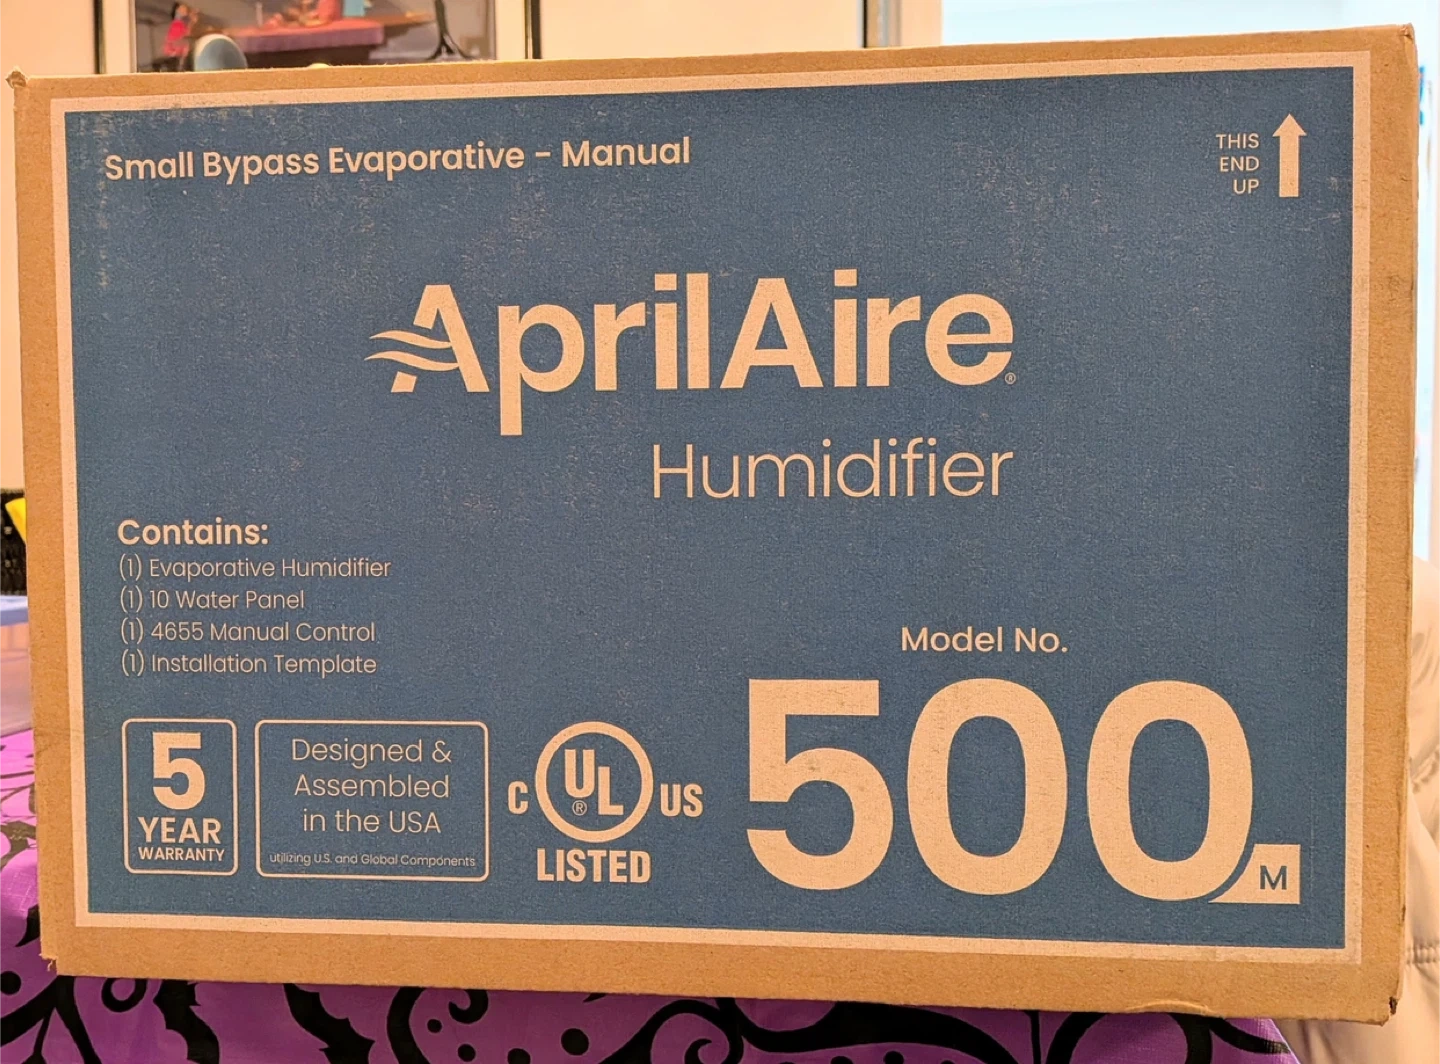 Small Bypass Evaporative - Manual
THIS
END
UP
AprilAire®
Humidifier
Contains:
(1) Evaporative Humidifier
(1) 10 Water Panel
(1) 4655 Manual Control
(1) Installation Template
5
YEAR
WARRANTY
Designed &
Assembled
in the USA
utilizing U.S. and Global Components
C UL® US
LISTED
Model No.
500
M